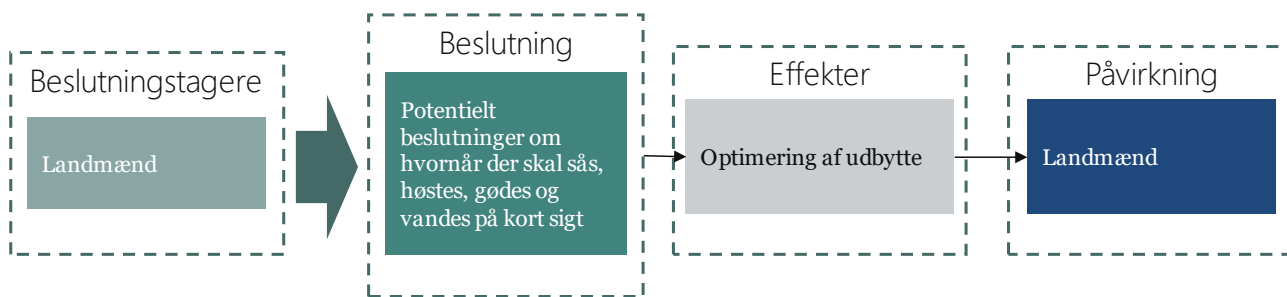 Beslutningstagere
Landmænd
Beslutning
Potentielt
beslutninger om
hvornår der skal sås,
høstes, gødes og
vandes på kort sigt
Effekter
Optimering af udbytte
Påvirkning
Landmænd